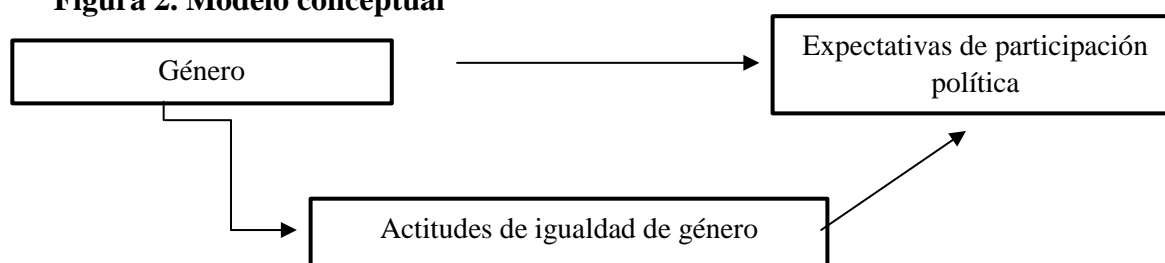 Figura 2. Modelo conceptual
Género
Expectativas de participación
política
Actitudes de igualdad de género